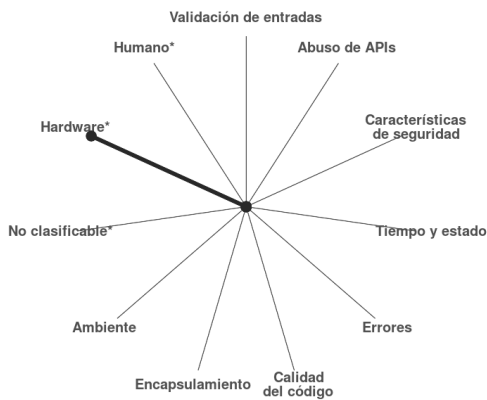 Validación de entradas
Humano*
Abuso de APIs
Hardware*
Características
de seguridad
No clasificable*
Tiempo y estado
Ambiente
Errores
Encapsulamiento
Calidad
del código